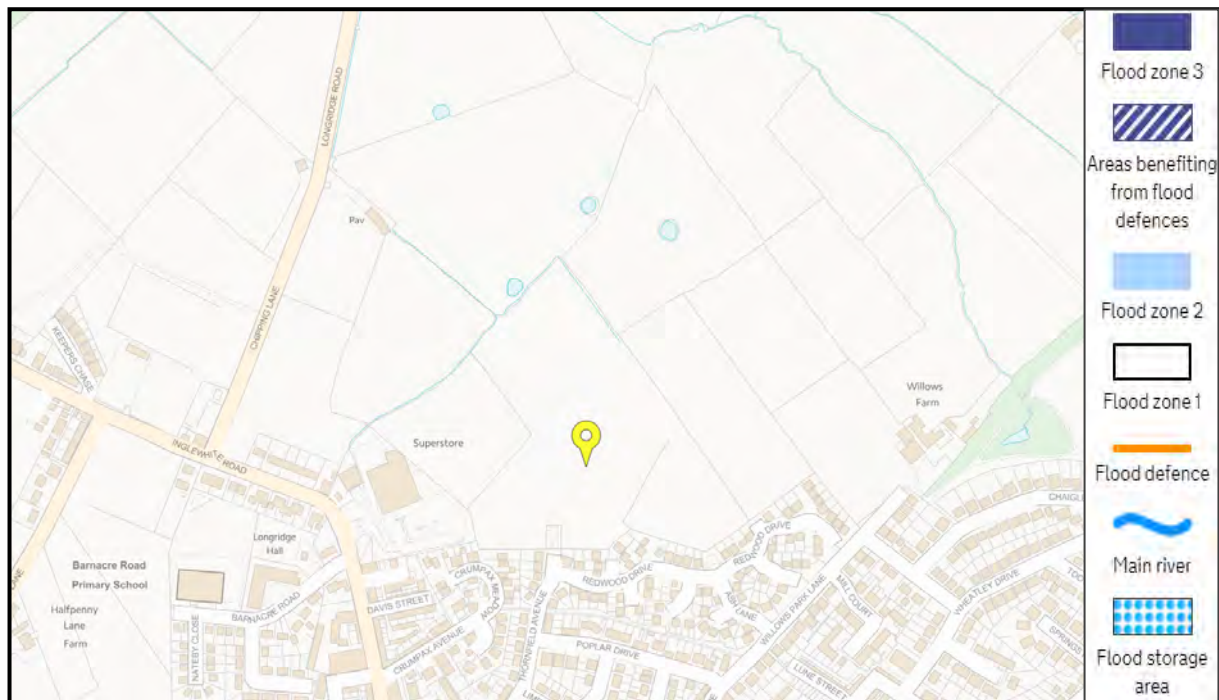 LONGRIDGE ROAD
Pav
CHIPPING LANE
KEEPERS CHASE
INGLEWHITE ROAD
Superstore
Willows
Farm
Longridge
Hall
Barnacre Road
Primary School
Halfpenny
Lane
Farm
BARNACRE ROAD
NATEBY CLOSE
DAVIS STREET
CRUMPAX AVENUE
CRUMPAX MEADOW
THORNFIELD AVENUE
REDWOOD DRIVE
REDWOOD DRIVE
POPLAR DRIVE
ASH LANE
WILLOWS PARK LANE
MILL COURT
LUNE STREET
WHEATLEY DRIVE
CHAIGL
SPRINGS
Flood zone 3
Areas benefiting
from flood
defences
Flood zone 2
Flood zone 1
Flood defence
Main river
Flood storage
area